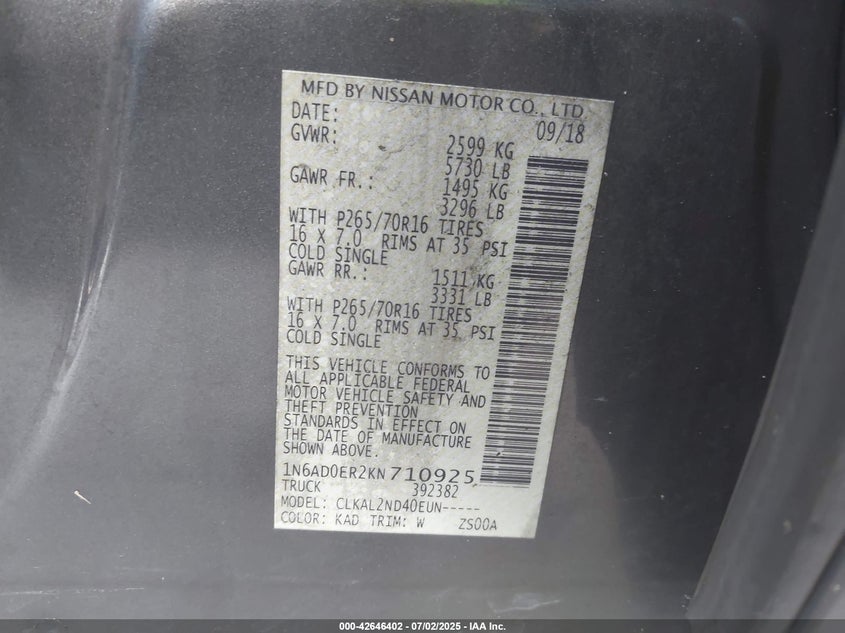 MFD BY NISSAN MOTOR CO., LTD.
DATE: 09/18
GVWR: 2599 KG
5730 LB
GAWR FR.: 1495 KG
3296 LB
WITH P265/70R16 TIRES
16 X 7.0 RIMS AT 35 PSI
COLD SINGLE
GAWR RR.: 1511 KG
3331 LB
WITH P265/70R16 TIRES
16 X 7.0 RIMS AT 35 PSI
COLD SINGLE
THIS VEHICLE CONFORMS TO
ALL APPLICABLE FEDERAL
MOTOR VEHICLE SAFETY AND
THEFT PREVENTION
STANDARDS IN EFFECT ON
THE DATE OF MANUFACTURE
SHOWN ABOVE.
1N6AD0ER2KN710925
TRUCK 392382
MODEL: CLKAL2ND40EUN-----
COLOR: KAD TRIM: W ZS00A
000-42646402 - 07/02/2025 - IAA Inc.